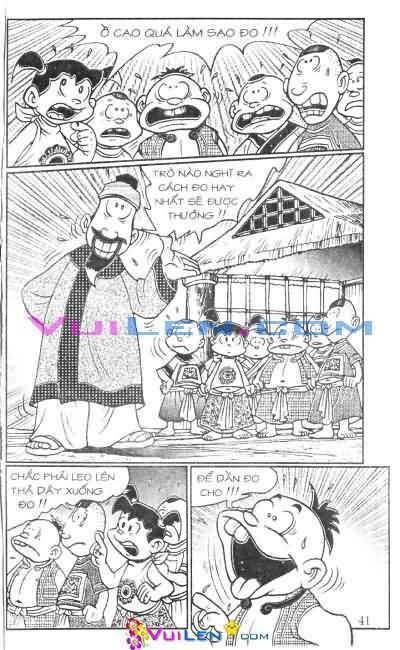 Ồ CAO QUÁ LÀM SAO ĐO !!!
TRÒ NÀO NGHĨ RA
CÁCH ĐO HAY
NHẤT SẼ ĐƯỢC
THƯỞNG !!
VUILEN.COM
CHẮC PHẢI LEO LÊN
THẢ DÂY XUỐNG
ĐO !!
ĐỂ DẦN ĐO
CHO !!!
41
VUILEN.COM